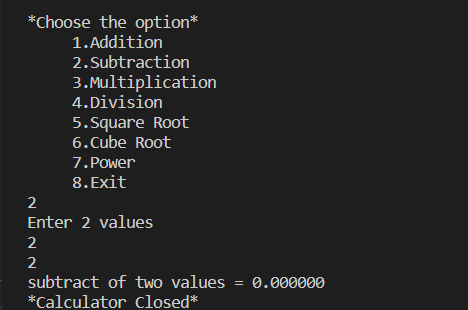 *Choose the option*
1.Addition
2.Subtraction
3.Multiplication
4.Division
5.Square Root
6.Cube Root
7.Power
8.Exit
2
Enter 2 values
2
2
subtract of two values = 0.000000
*Calculator Closed*